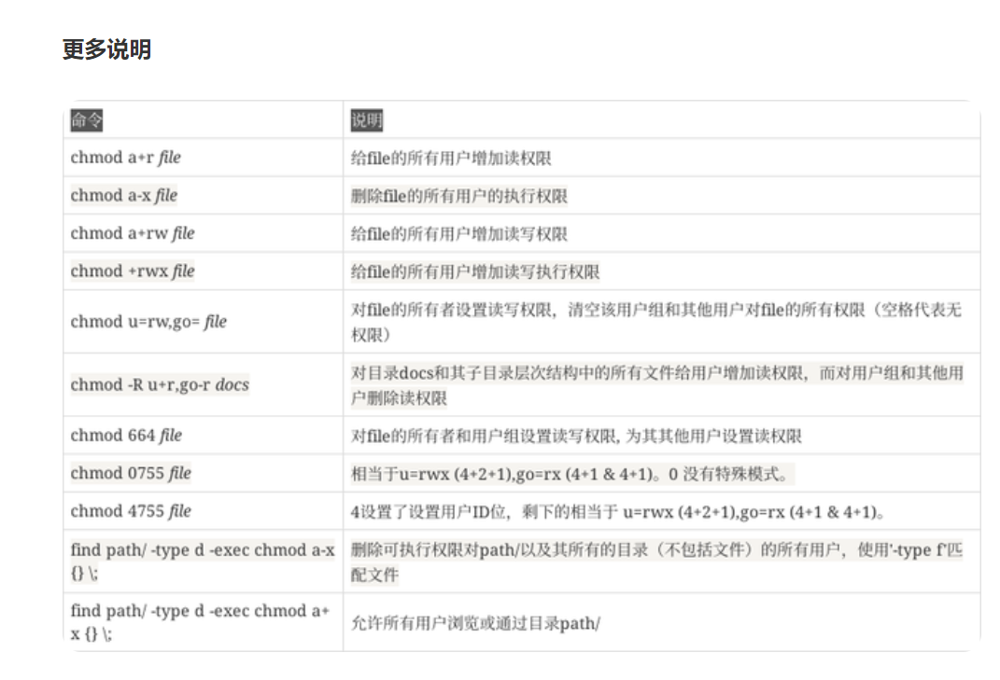 更多说明
命令
说明
chmod a+r file
给file的所有用户增加读权限
chmod a-x file
删除file的所有用户的执行权限
chmod a+rw file
给file的所有用户增加读写权限
chmod +rwx file
给file的所有用户增加读写执行权限
chmod u=rw,go= file
对file的所有者设置读写权限，清空该用户组和其他用户对file的所有权限（空格代表无
权限）
chmod -R u+r,go-r docs
对目录docs和其子目录层次结构中的所有文件给用户增加读权限，而对用户组和其他用
户删除读权限
chmod 664 file
对file的所有者和用户组设置读写权限, 为其其他用户设置读权限
chmod 0755 file
相当于u=rwx (4+2+1),go=rx (4+1 & 4+1)。0 没有特殊模式。
chmod 4755 file
4设置了设置用户ID位，剩下的相当于 u=rwx (4+2+1),go=rx (4+1 & 4+1)。
find path/ -type d -exec chmod a-x
{} \;
删除可执行权限对path/以及其所有的目录（不包括文件）的所有用户，使用'-type f'匹
配文件
find path/ -type d -exec chmod a+
x {} \;
允许所有用户浏览或通过目录path/